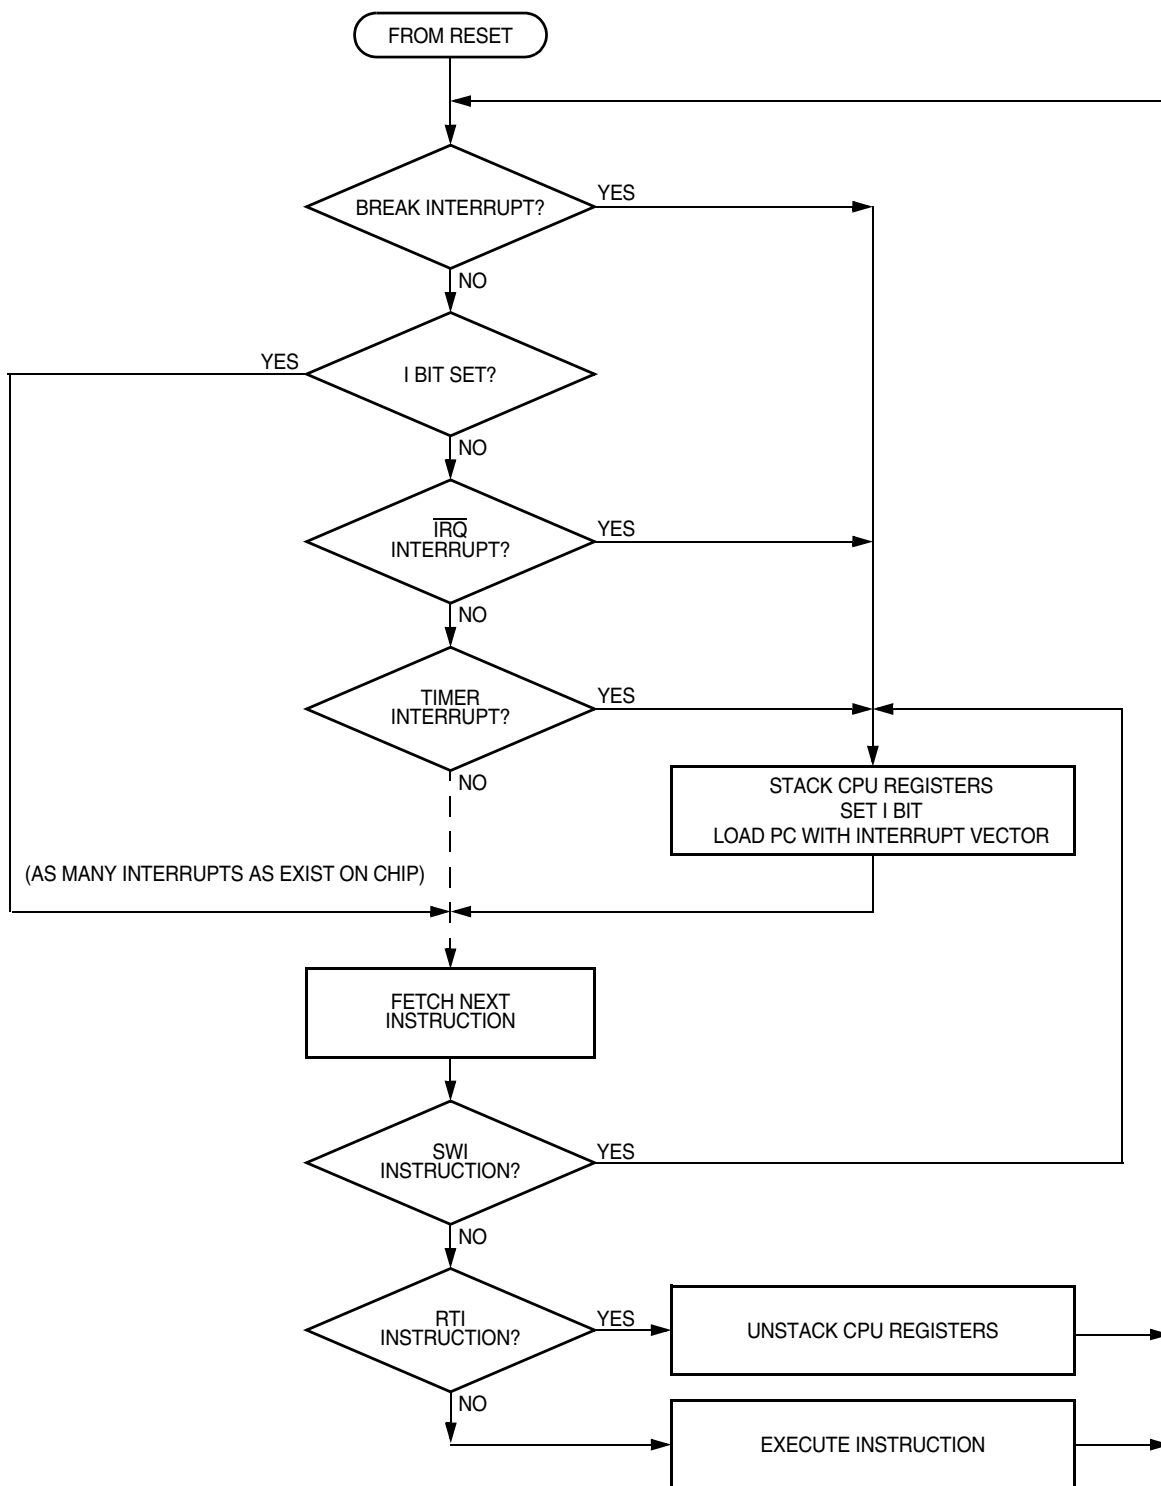 FROM RESET
BREAK INTERRUPT?
YES
NO
YES
I BIT SET?
NO
IRQ
INTERRUPT?
YES
NO
TIMER
INTERRUPT?
YES
NO
STACK CPU REGISTERS
SET I BIT
LOAD PC WITH INTERRUPT VECTOR
(AS MANY INTERRUPTS AS EXIST ON CHIP)
FETCH NEXT
INSTRUCTION
SWI
INSTRUCTION?
YES
NO
RTI
INSTRUCTION?
YES
UNSTACK CPU REGISTERS
NO
EXECUTE INSTRUCTION